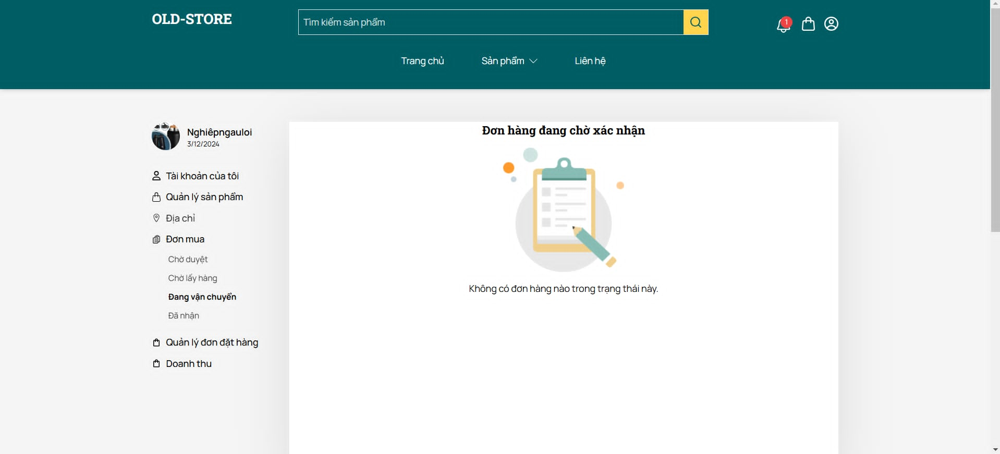 OLD-STORE
Tìm kiếm sản phẩm
1
Trang chủ
Sản phẩm
Liên hệ
Nghiêpngauloi
3/12/2024
Tài khoản của tôi
Quản lý sản phẩm
Địa chỉ
Đơn mua
Chờ duyệt
Chờ lấy hàng
Đang vận chuyển
Đã nhận
Quản lý đơn đặt hàng
Doanh thu
Đơn hàng đang chờ xác nhận
Không có đơn hàng nào trong trạng thái này.